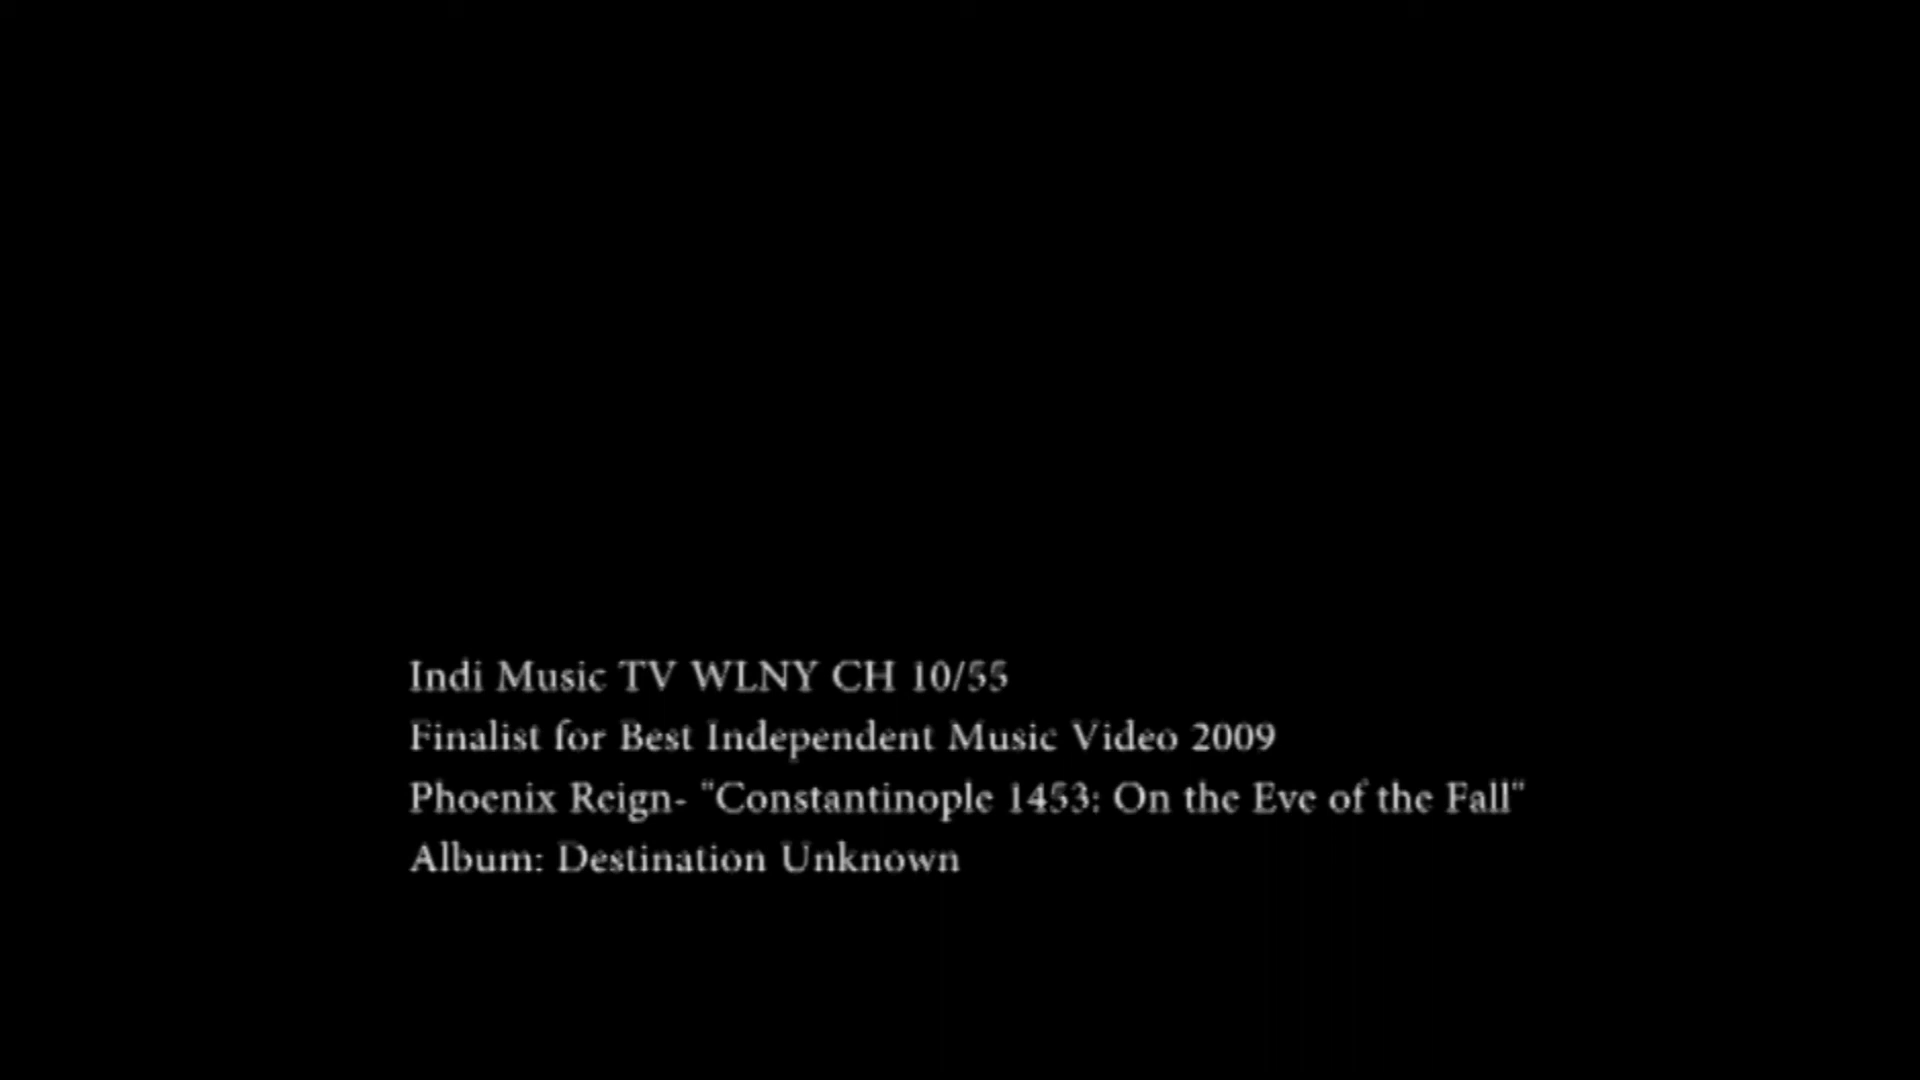 Indi Music TV WLNY CH 10/55
Finalist for Best Independent Music Video 2009
Phoenix Reign- "Constantinople 1453: On the Eve of the Fall"
Album: Destination Unknown